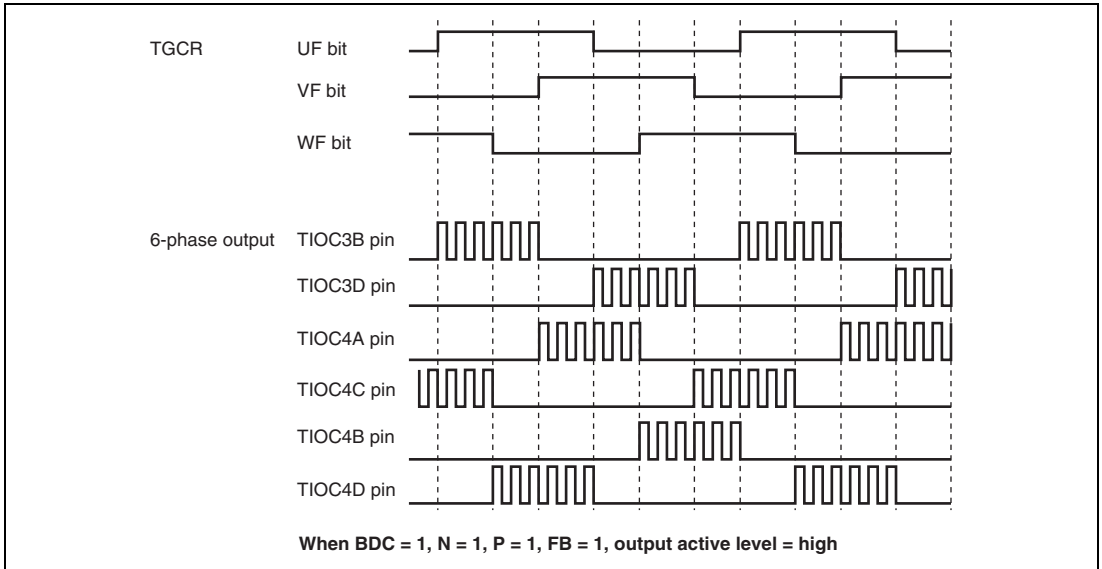 TGCR UF bit
VF bit
WF bit
6-phase output TIOC3B pin
TIOC3D pin
TIOC4A pin
TIOC4C pin
TIOC4B pin
TIOC4D pin
When BDC = 1, N = 1, P = 1, FB = 1, output active level = high